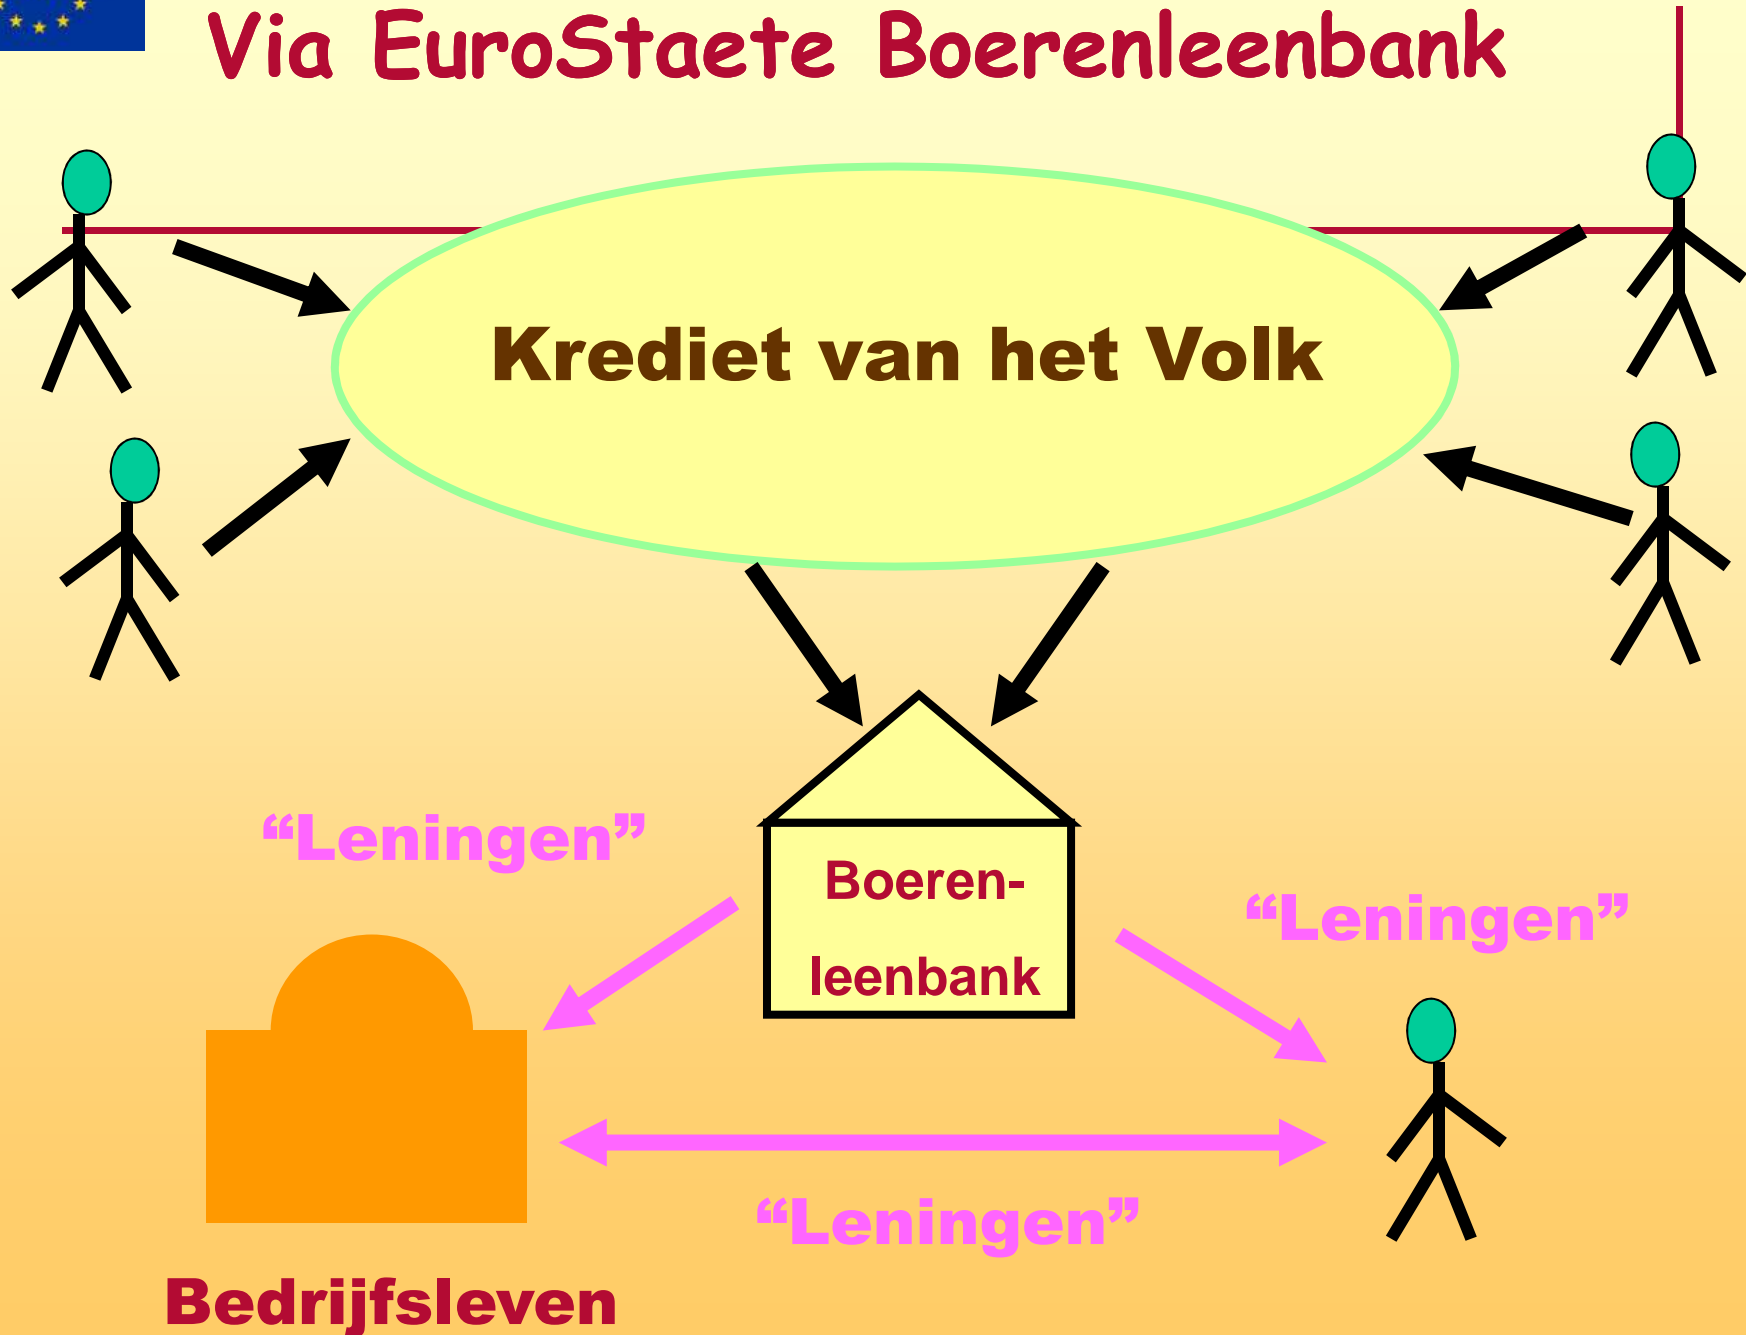 Via EuroStaete Boerenleenbank
Krediet van het Volk
“Leningen”
Boeren-
“Leningen”
leenbank
“Leningen”
Bedrijfsleven